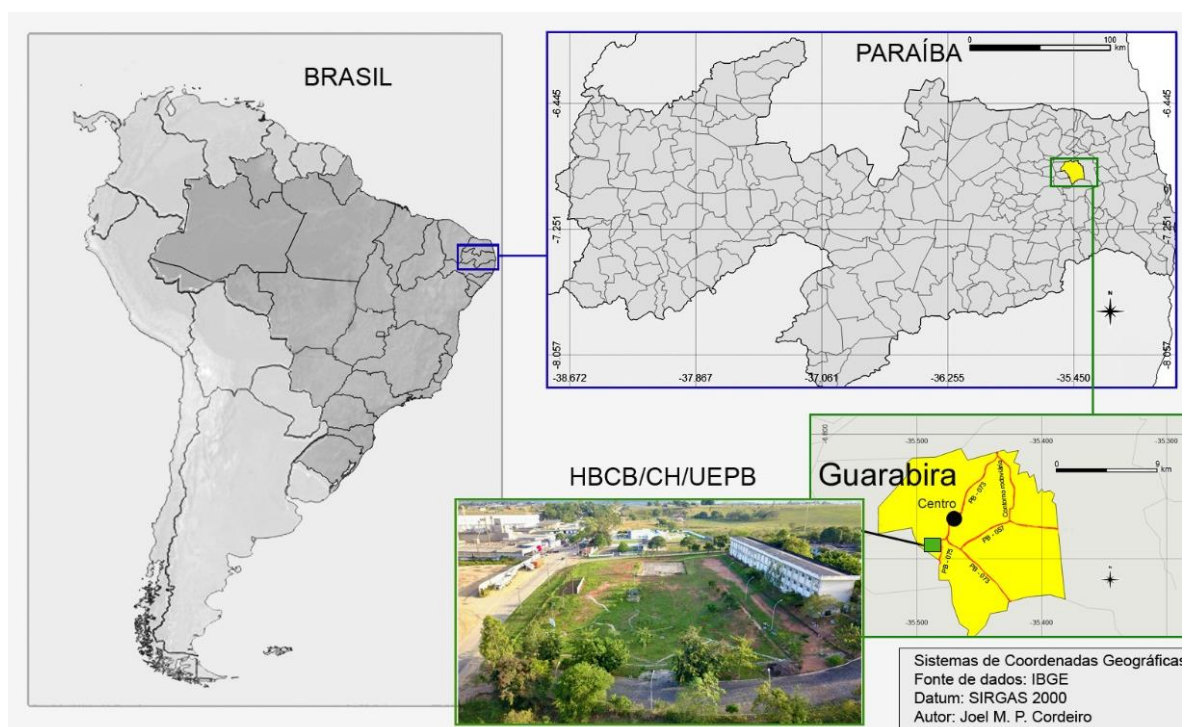 BRASIL
PARAÍBA
0 100
km
-6.445
-6.445
-7.251
-7.251
-8.057
-8.057
-38.672
-37.867
-37.061
-36.255
-35.450
N
HBCB/CH/UEPB
Guarabira
Centro
-35.500
-35.400
-35.300
0 9
km
PB - 073
Contorno rodoviário
PB - 057
PB - 075
PB - 073
-35.500
-35.400
Sistemas de Coordenadas Geográficas
Fonte de dados: IBGE
Datum: SIRGAS 2000
Autor: Joel M. P. Cordeiro